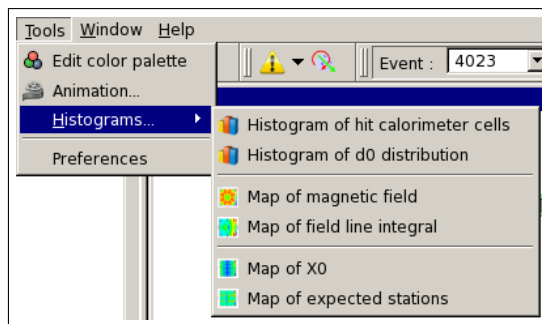 Tools Window Help
Edit color palette
Event : 4023
Animation...
Histograms...
Histogram of hit calorimeter cells
Preferences
Histogram of d0 distribution
Map of magnetic field
Map of field line integral
Map of X0
Map of expected stations